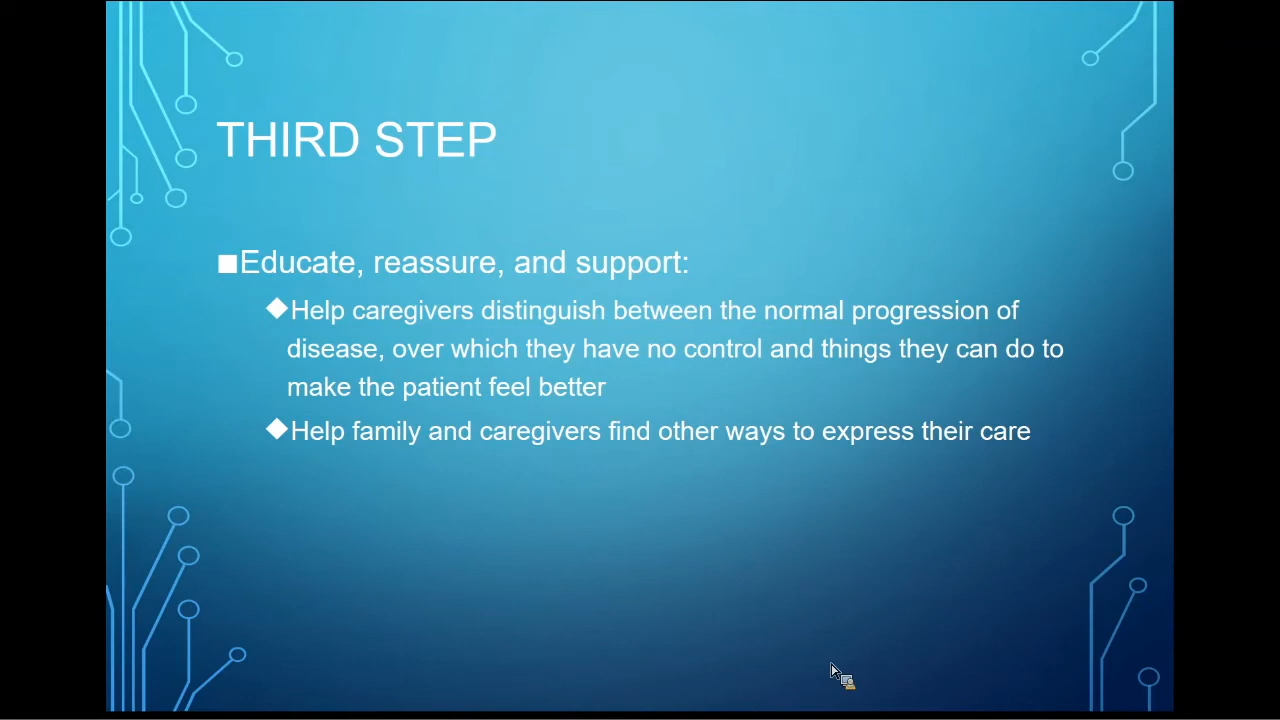 THIRD STEP
■Educate, reassure, and support:
◆Help caregivers distinguish between the normal progression of
disease, over which they have no control and things they can do to
make the patient feel better
◆Help family and caregivers find other ways to express their care